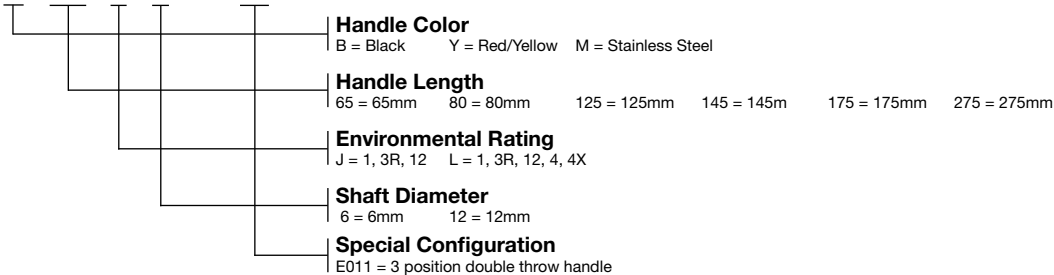 Handle Color
B = Black Y = Red/Yellow M = Stainless Steel
Handle Length
65 = 65mm 80 = 80mm 125 = 125mm 145 = 145m 175 = 175mm 275 = 275mm
Environmental Rating
J = 1, 3R, 12 L = 1, 3R, 12, 4, 4X
Shaft Diameter
6 = 6mm 12 = 12mm
Special Configuration
E011 = 3 position double throw handle